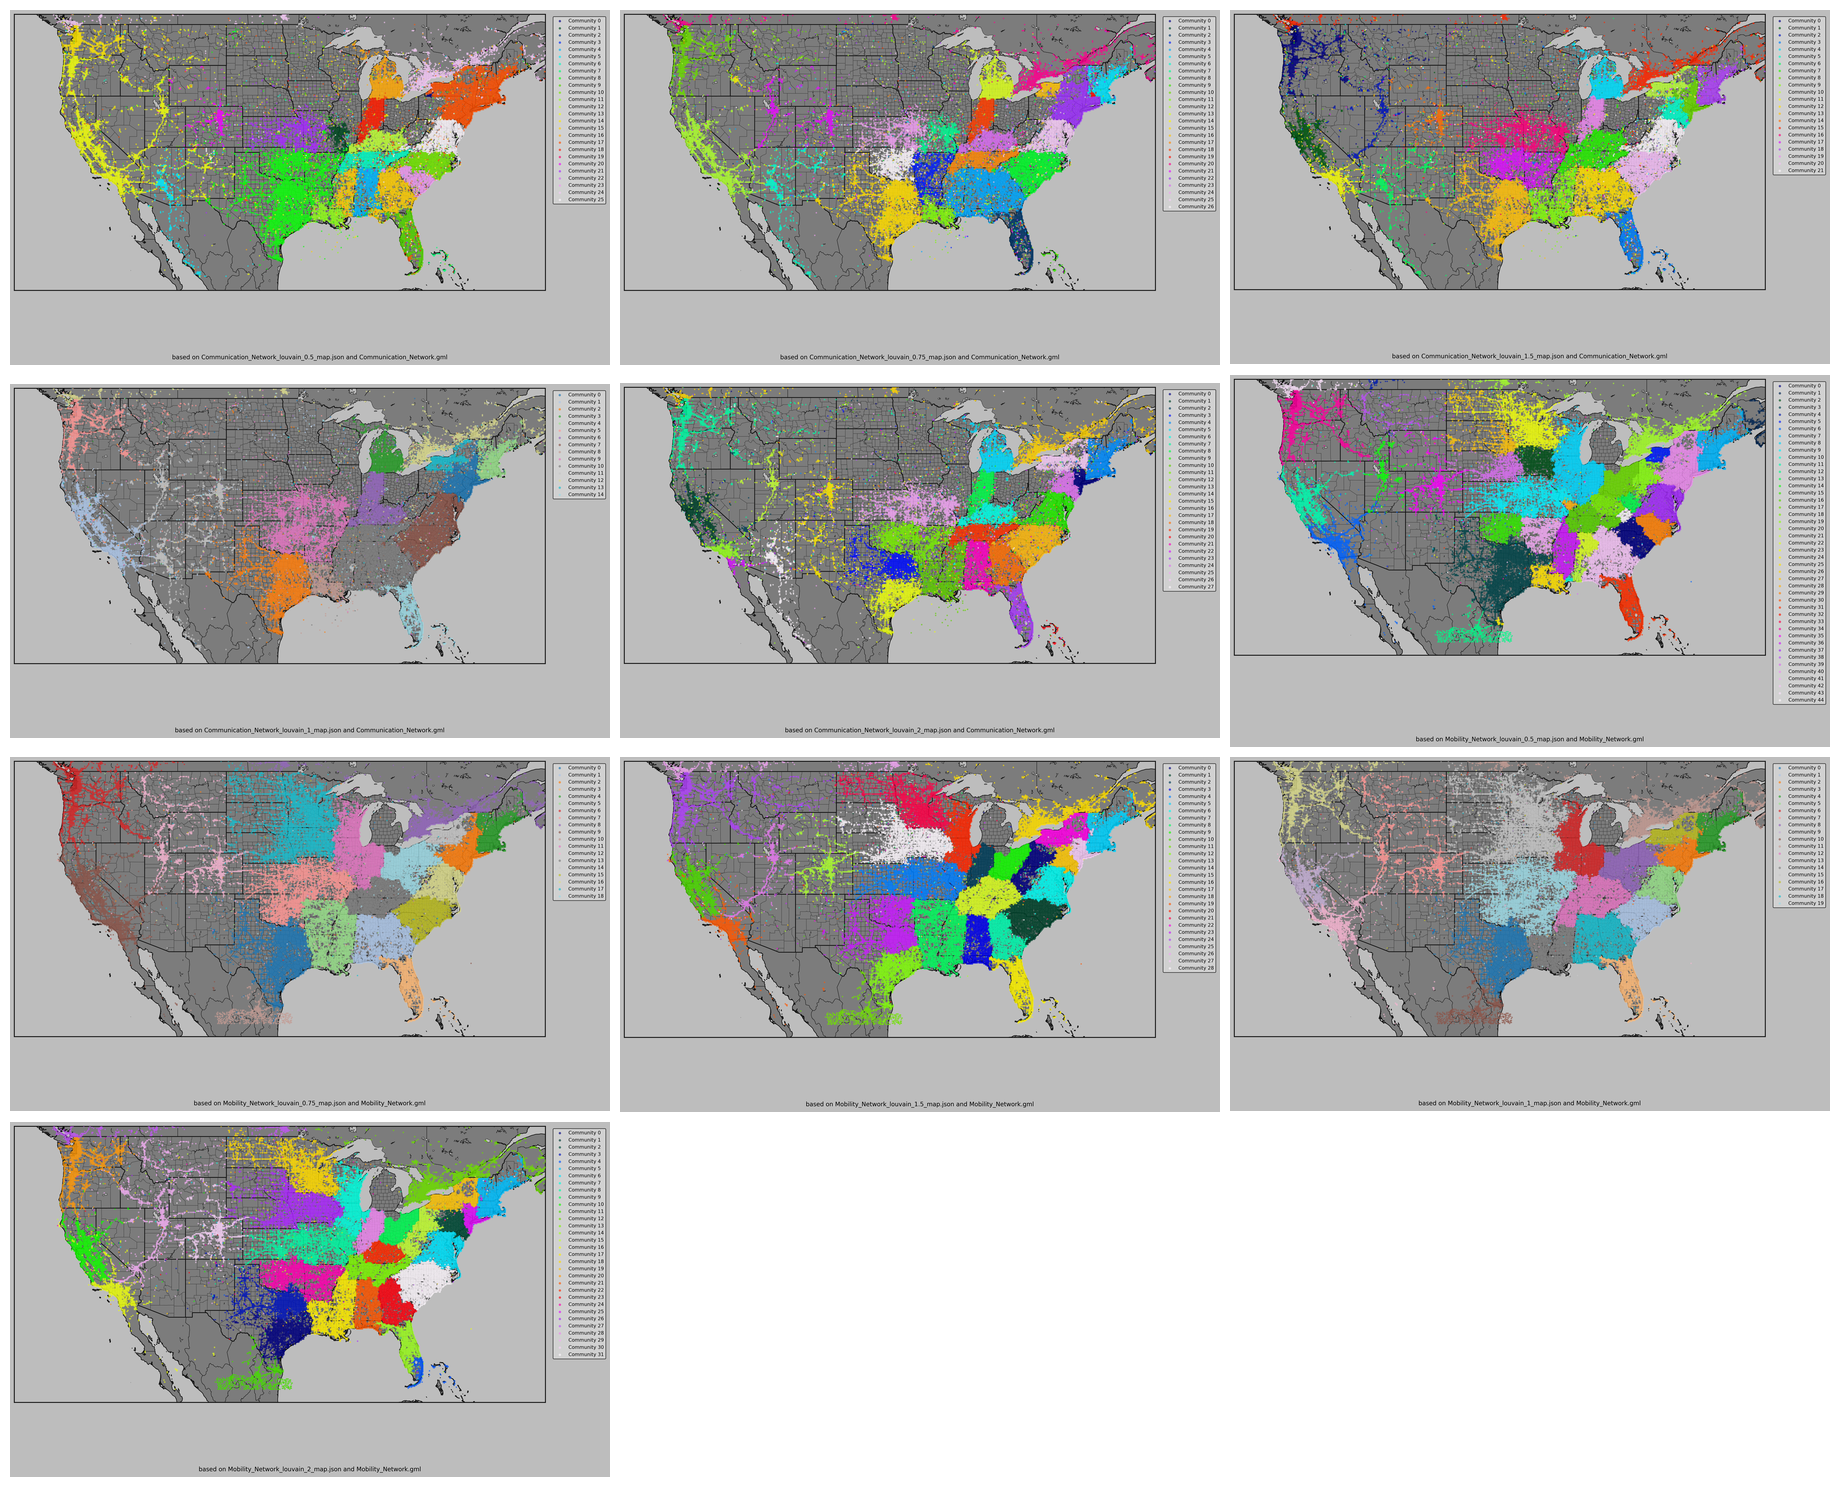 Community 0
Community 1
Community 2
Community 3
Community 4
Community 5
Community 6
Community 7
Community 8
Community 9
Community 10
Community 11
Community 12
Community 13
Community 14
Community 15
Community 16
Community 17
Community 18
Community 19
Community 20
Community 21
Community 22
Community 23
Community 24
Community 25
based on Communication_Network_louvain_0.5_map.json and Communication_Network.gml
Community 0
Community 1
Community 2
Community 3
Community 4
Community 5
Community 6
Community 7
Community 8
Community 9
Community 10
Community 11
Community 12
Community 13
Community 14
Community 15
Community 16
Community 17
Community 18
Community 19
Community 20
Community 21
Community 22
Community 23
Community 24
Community 25
Community 26
based on Communication_Network_louvain_0.75_map.json and Communication_Network.gml
Community 0
Community 1
Community 2
Community 3
Community 4
Community 5
Community 6
Community 7
Community 8
Community 9
Community 10
Community 11
Community 12
Community 13
Community 14
Community 15
Community 16
Community 17
Community 18
Community 19
Community 20
Community 21
based on Communication_Network_louvain_1.5_map.json and Communication_Network.gml
Community 0
Community 1
Community 2
Community 3
Community 4
Community 5
Community 6
Community 7
Community 8
Community 9
Community 10
Community 11
Community 12
Community 13
Community 14
based on Communication_Network_louvain_1_map.json and Communication_Network.gml
Community 0
Community 1
Community 2
Community 3
Community 4
Community 5
Community 6
Community 7
Community 8
Community 9
Community 10
Community 11
Community 12
Community 13
Community 14
Community 15
Community 16
Community 17
Community 18
Community 19
Community 20
Community 21
Community 22
Community 23
Community 24
Community 25
Community 26
Community 27
based on Communication_Network_louvain_2_map.json and Communication_Network.gml
Community 0
Community 1
Community 2
Community 3
Community 4
Community 5
Community 6
Community 7
Community 8
Community 9
Community 10
Community 11
Community 12
Community 13
Community 14
Community 15
Community 16
Community 17
Community 18
Community 19
Community 20
Community 21
Community 22
Community 23
Community 24
Community 25
Community 26
Community 27
Community 28
Community 29
Community 30
Community 31
Community 32
Community 33
Community 34
Community 35
Community 36
Community 37
Community 38
Community 39
Community 40
Community 41
Community 42
Community 43
Community 44
based on Mobility_Network_louvain_0.5_map.json and Mobility_Network.gml
Community 0
Community 1
Community 2
Community 3
Community 4
Community 5
Community 6
Community 7
Community 8
Community 9
Community 10
Community 11
Community 12
Community 13
Community 14
Community 15
Community 16
Community 17
Community 18
based on Mobility_Network_louvain_0.75_map.json and Mobility_Network.gml
Community 0
Community 1
Community 2
Community 3
Community 4
Community 5
Community 6
Community 7
Community 8
Community 9
Community 10
Community 11
Community 12
Community 13
Community 14
Community 15
Community 16
Community 17
Community 18
Community 19
Community 20
Community 21
Community 22
Community 23
Community 24
Community 25
Community 26
Community 27
Community 28
based on Mobility_Network_louvain_1.5_map.json and Mobility_Network.gml
Community 0
Community 1
Community 2
Community 3
Community 4
Community 5
Community 6
Community 7
Community 8
Community 9
Community 10
Community 11
Community 12
Community 13
Community 14
Community 15
Community 16
Community 17
Community 18
Community 19
based on Mobility_Network_louvain_1_map.json and Mobility_Network.gml
Community 0
Community 1
Community 2
Community 3
Community 4
Community 5
Community 6
Community 7
Community 8
Community 9
Community 10
Community 11
Community 12
Community 13
Community 14
Community 15
Community 16
Community 17
Community 18
Community 19
Community 20
Community 21
Community 22
Community 23
Community 24
Community 25
Community 26
Community 27
Community 28
Community 29
Community 30
Community 31
based on Mobility_Network_louvain_2_map.json and Mobility_Network.gml